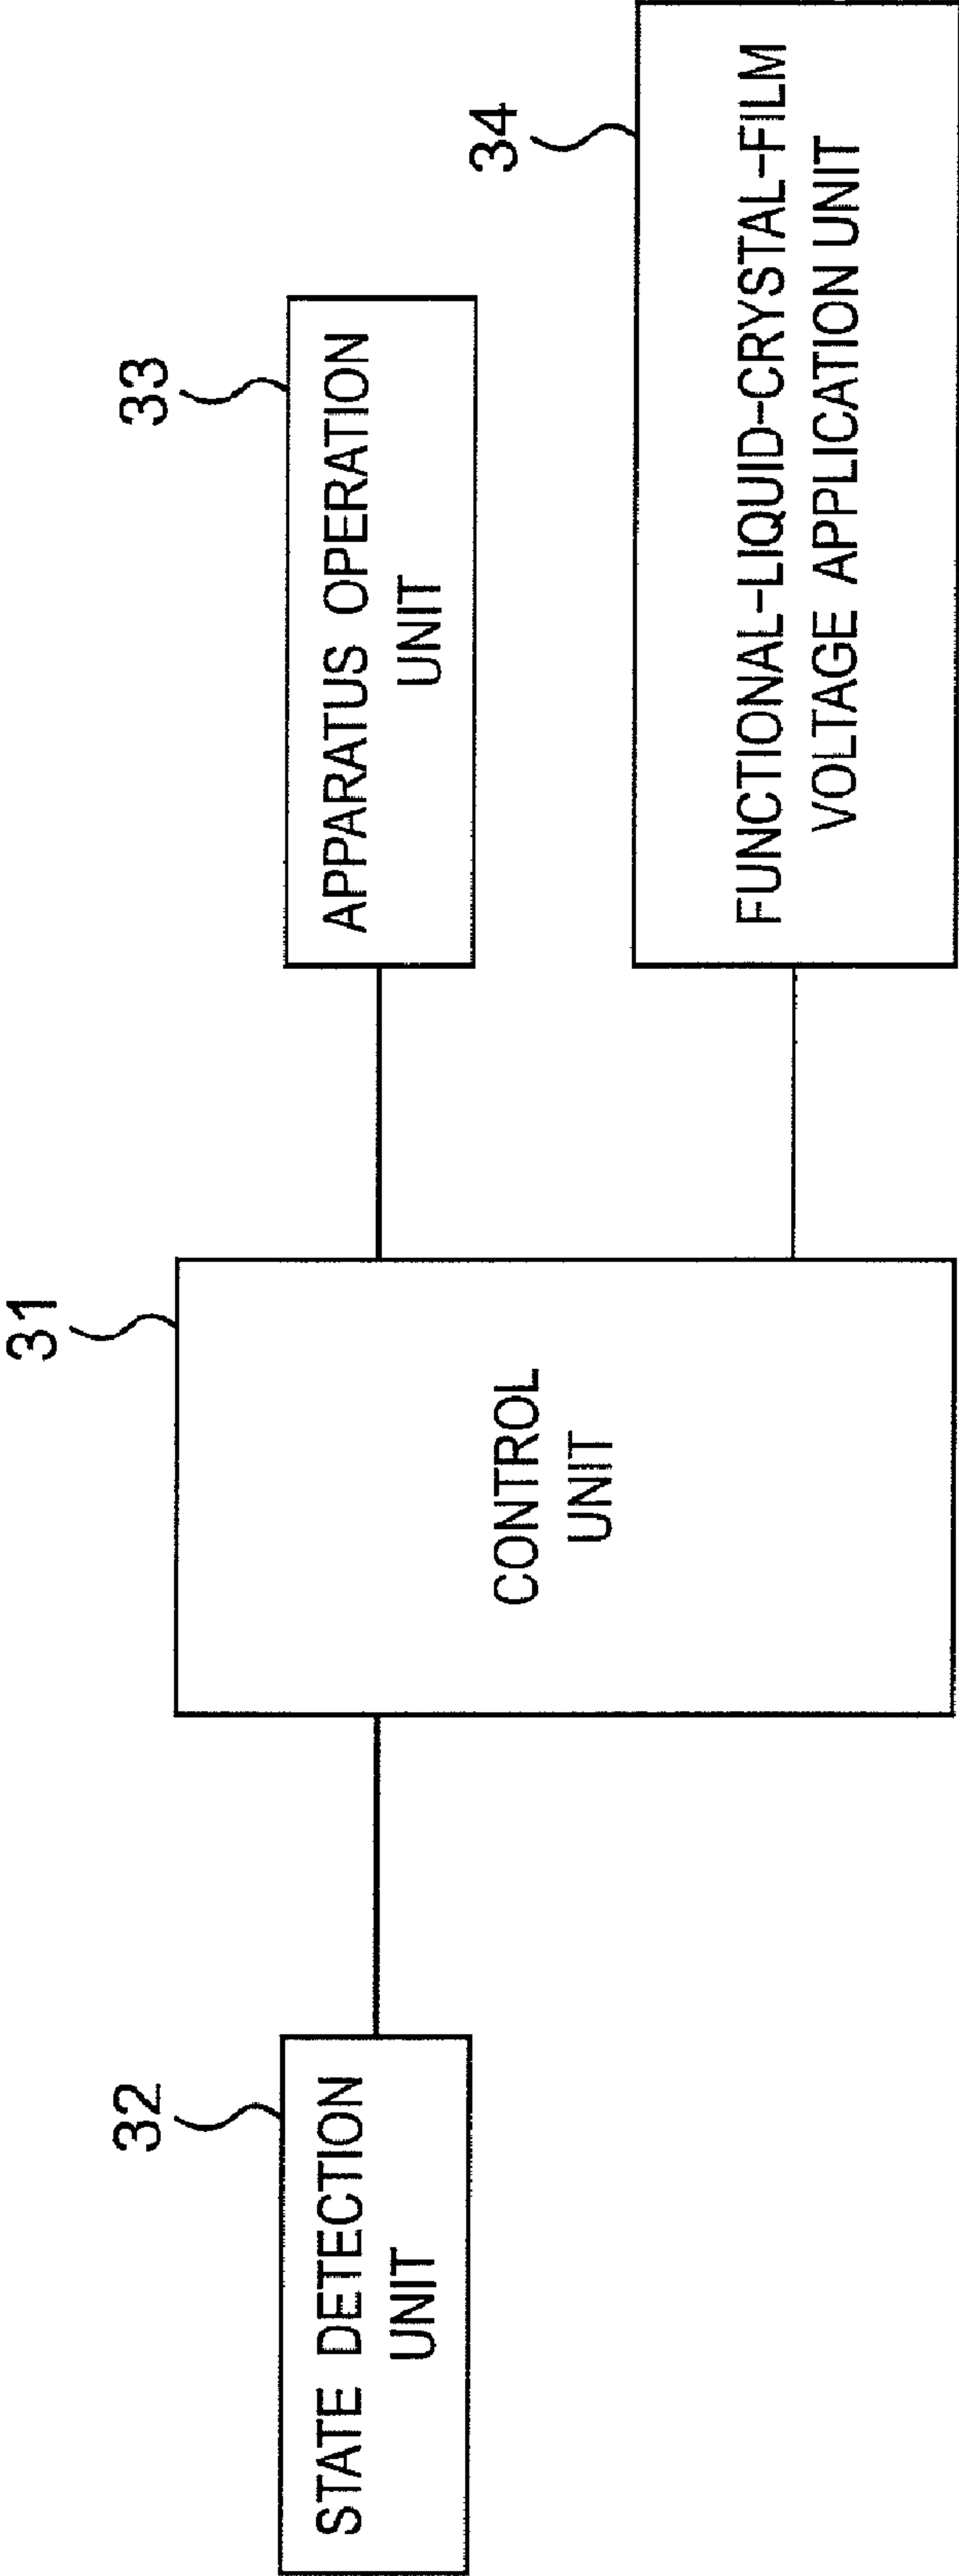 32
STATE DETECTION
UNIT
31
CONTROL
UNIT
33
APPARATUS OPERATION
UNIT
34
FUNCTIONAL-LIQUID-CRYSTAL-FILM
VOLTAGE APPLICATION UNIT